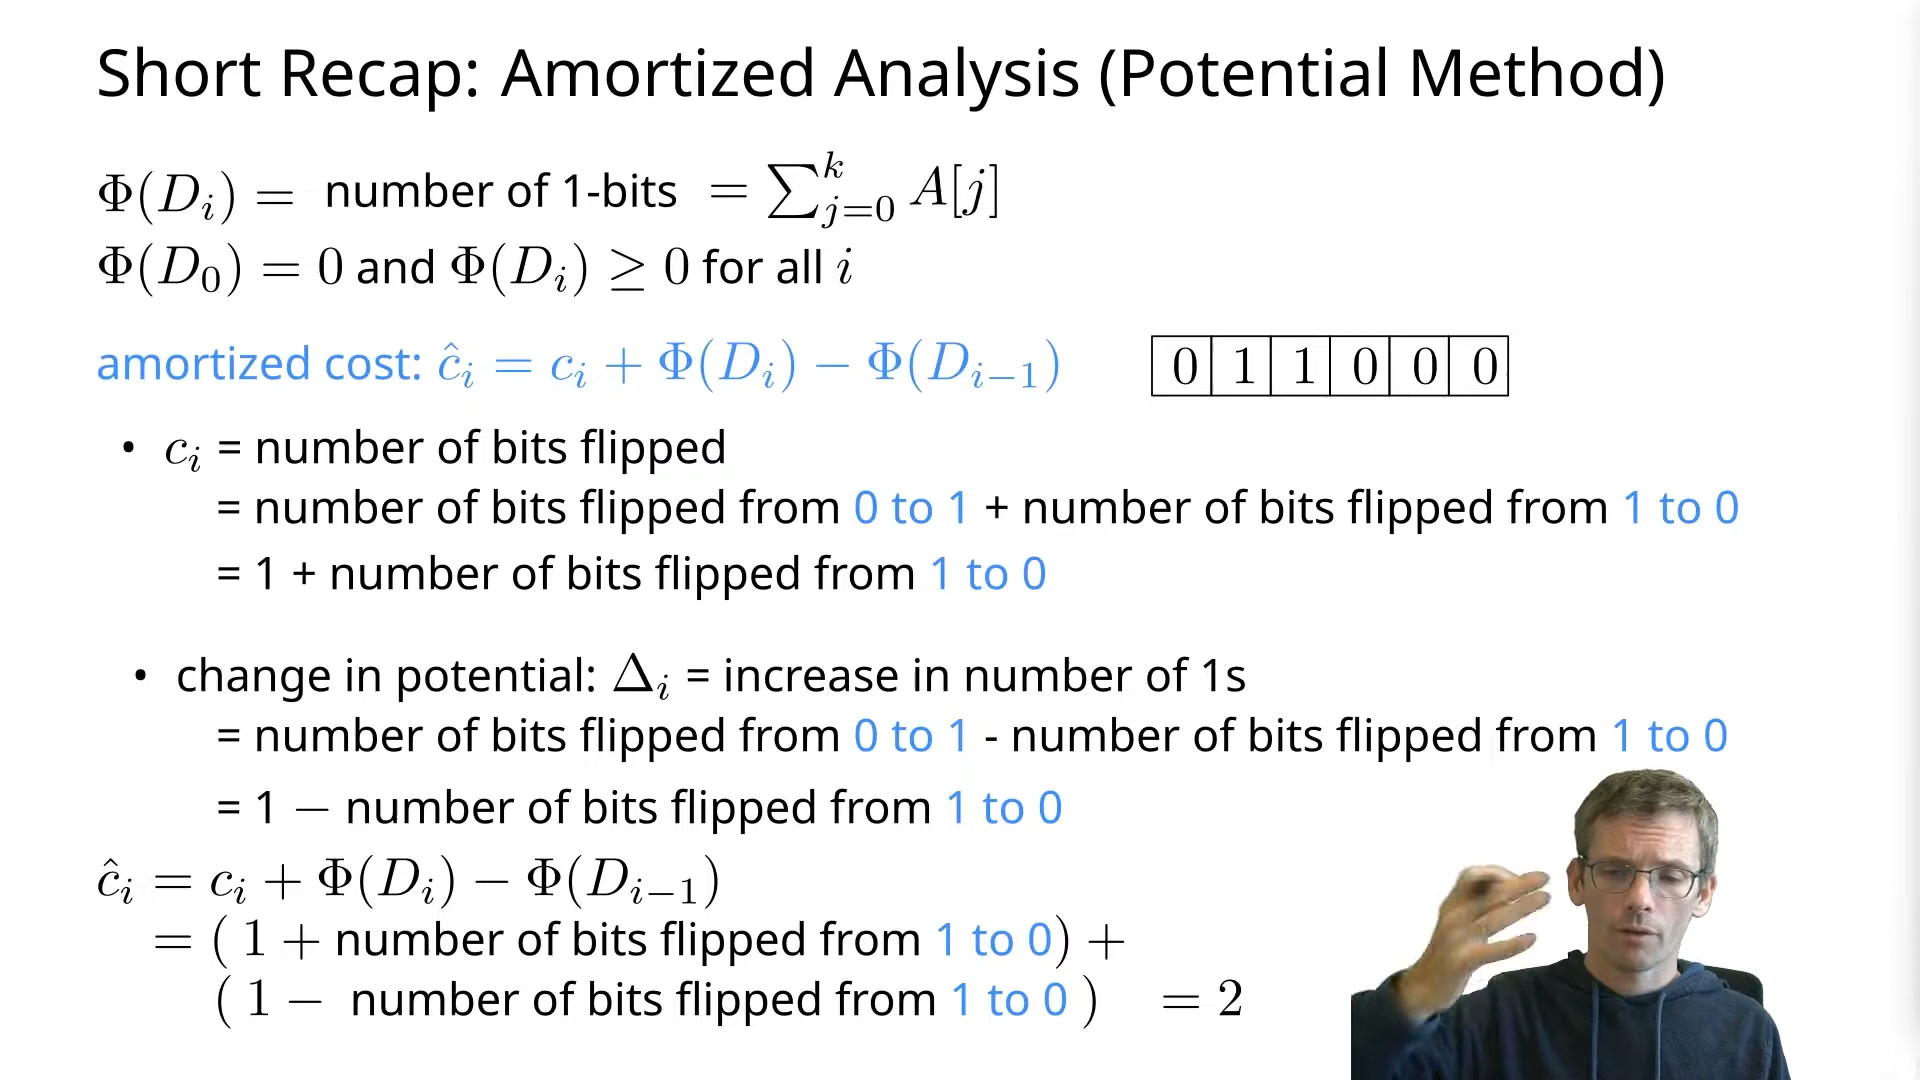 Short Recap: Amortized Analysis (Potential Method)
Φ(D_i) = number of 1-bits = ∑_{j=0}^{k} A[j]
Φ(D_0) = 0 and Φ(D_i) ≥ 0 for all i
amortized cost: ĉ_i = c_i + Φ(D_i) − Φ(D_{i−1})
0 1 1 0 0 0
• c_i = number of bits flipped
= number of bits flipped from 0 to 1 + number of bits flipped from 1 to 0
= 1 + number of bits flipped from 1 to 0
• change in potential: Δ_i = increase in number of 1s
= number of bits flipped from 0 to 1 - number of bits flipped from 1 to 0
= 1 − number of bits flipped from 1 to 0
ĉ_i = c_i + Φ(D_i) − Φ(D_{i−1})
= ( 1 + number of bits flipped from 1 to 0) +
( 1 − number of bits flipped from 1 to 0 ) = 2